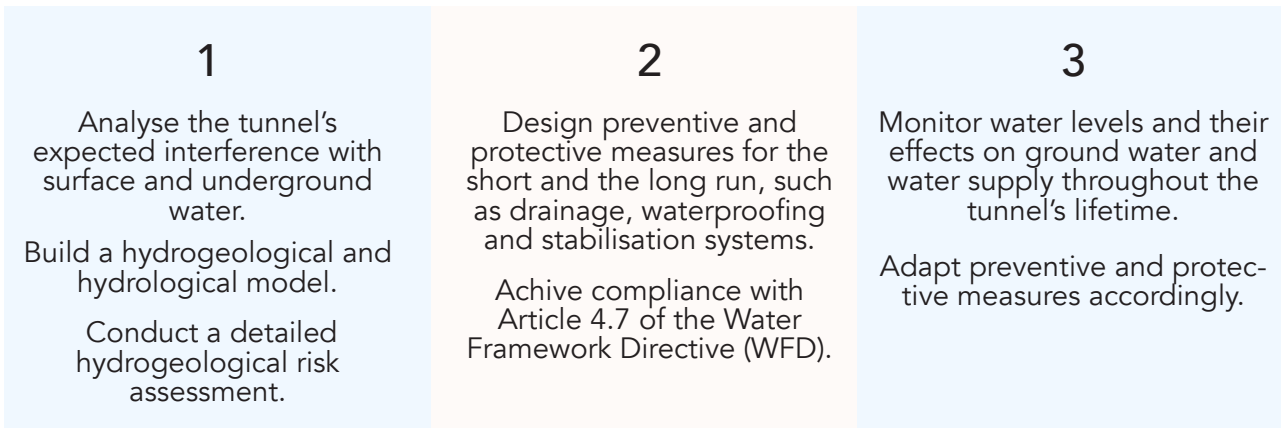 1
Analyse the tunnel's
expected interference with
surface and underground
water.
Build a hydrogeological and
hydrological model.
Conduct a detailed
hydrogeological risk
assessment.
2
Design preventive and
protective measures for the
short and the long run, such
as drainage, waterproofing
and stabilisation systems.
Achive compliance with
Article 4.7 of the Water
Framework Directive (WFD).
3
Monitor water levels and their
effects on ground water and
water supply throughout the
tunnel's lifetime.
Adapt preventive and protec-
tive measures accordingly.